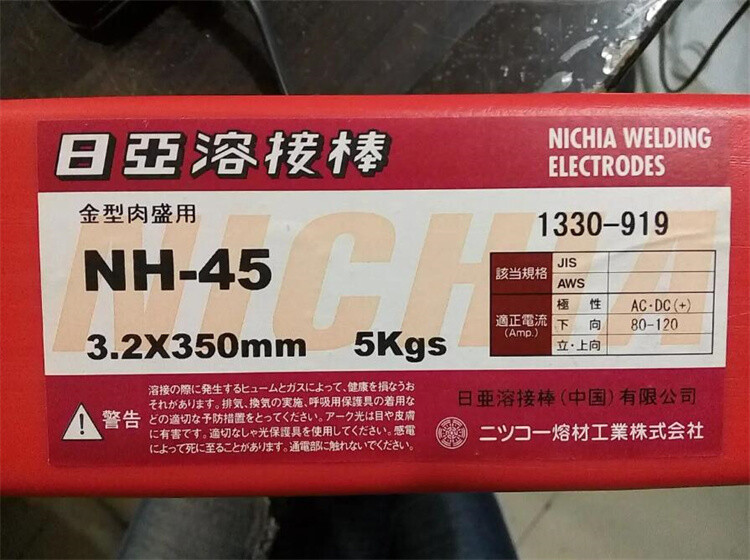 日亞溶接棒
NICHIA WELDING
ELECTRODES
金型肉盛用
NICHIA
NH-45
1330-919
3.2X350mm 5Kgs
該当規格
JIS
AWS
適正電流
(Amp.)
極性 AC·DC(+)
下向 80-120
立·上向
警告
溶接の際に発生するヒュームとガスによって、健康を損なうお
それがあります。排気、換気の実施、呼吸用保護具の着用な
どの適切な予防措置をとってください。アーク光は目や皮膚
に有害です。適切なしゃ光保護具を使用してください。感電
によって死に至ることがあります。通電部に触れないでください。
日亜溶接棒(中国)有限公司
ニツコー熔材工業株式会社